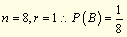 n = 8, r = 1 ∴ P(B) = 1/8